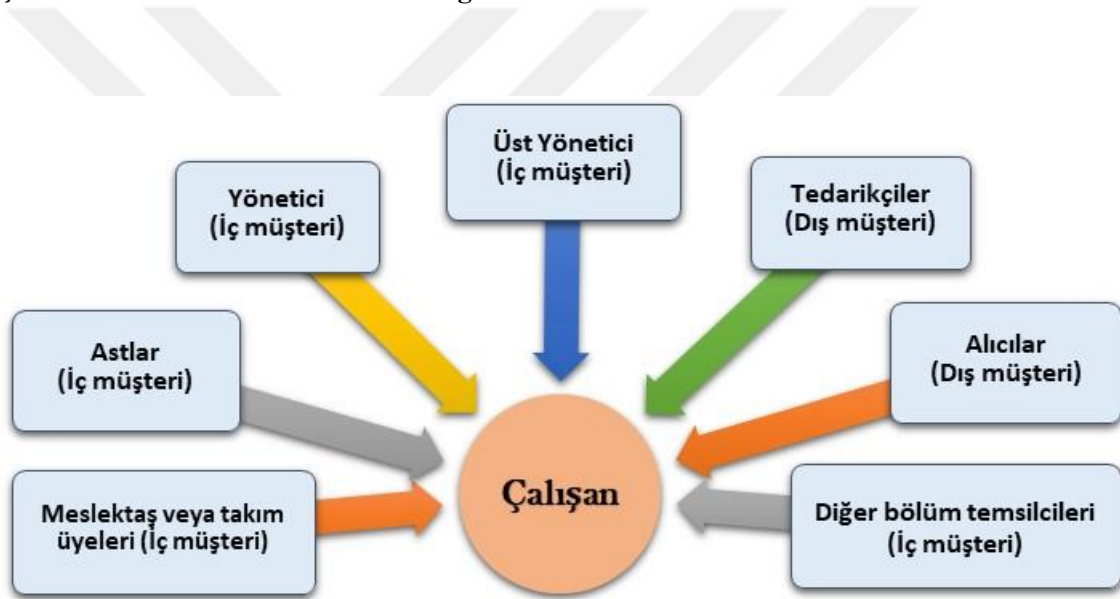 Üst Yönetici
(İç müşteri)
Yönetici
(İç müşteri)
Tedarikçiler
(Dış müşteri)
Astlar
(İç müşteri)
Alıcılar
(Dış müşteri)
Meslektaş veya takım
üyeleri (İç müşteri)
Çalışan
Diğer bölüm temsilcileri
(İç müşteri)